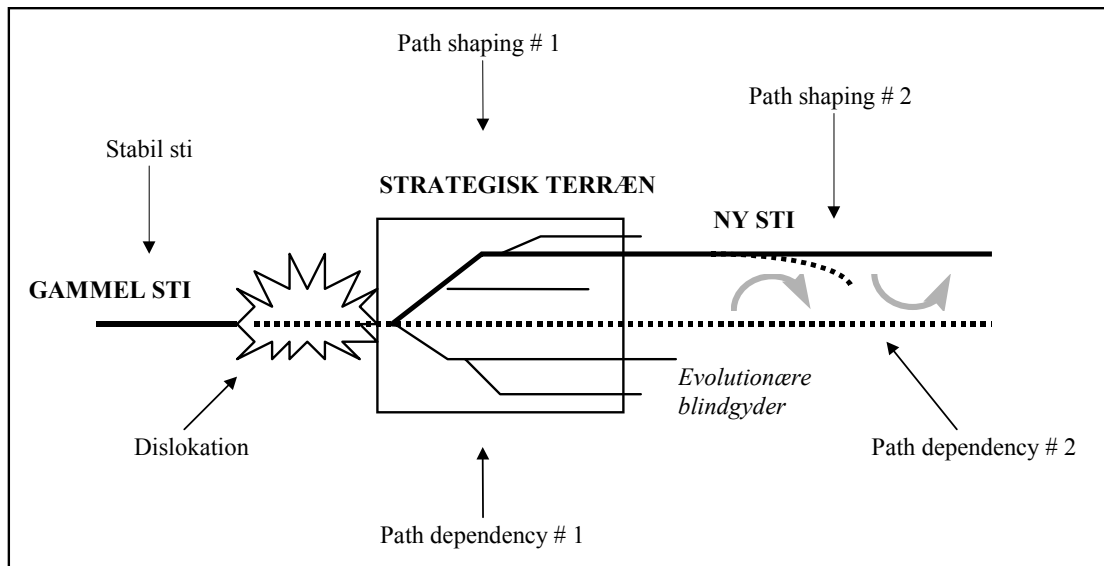 Path shaping # 1
Path shaping # 2
Stabil sti
STRATEGISK TERRÆN
NY STI
GAMMEL STI
Evolutionære
blindgyder
Dislokation
Path dependency # 2
Path dependency # 1